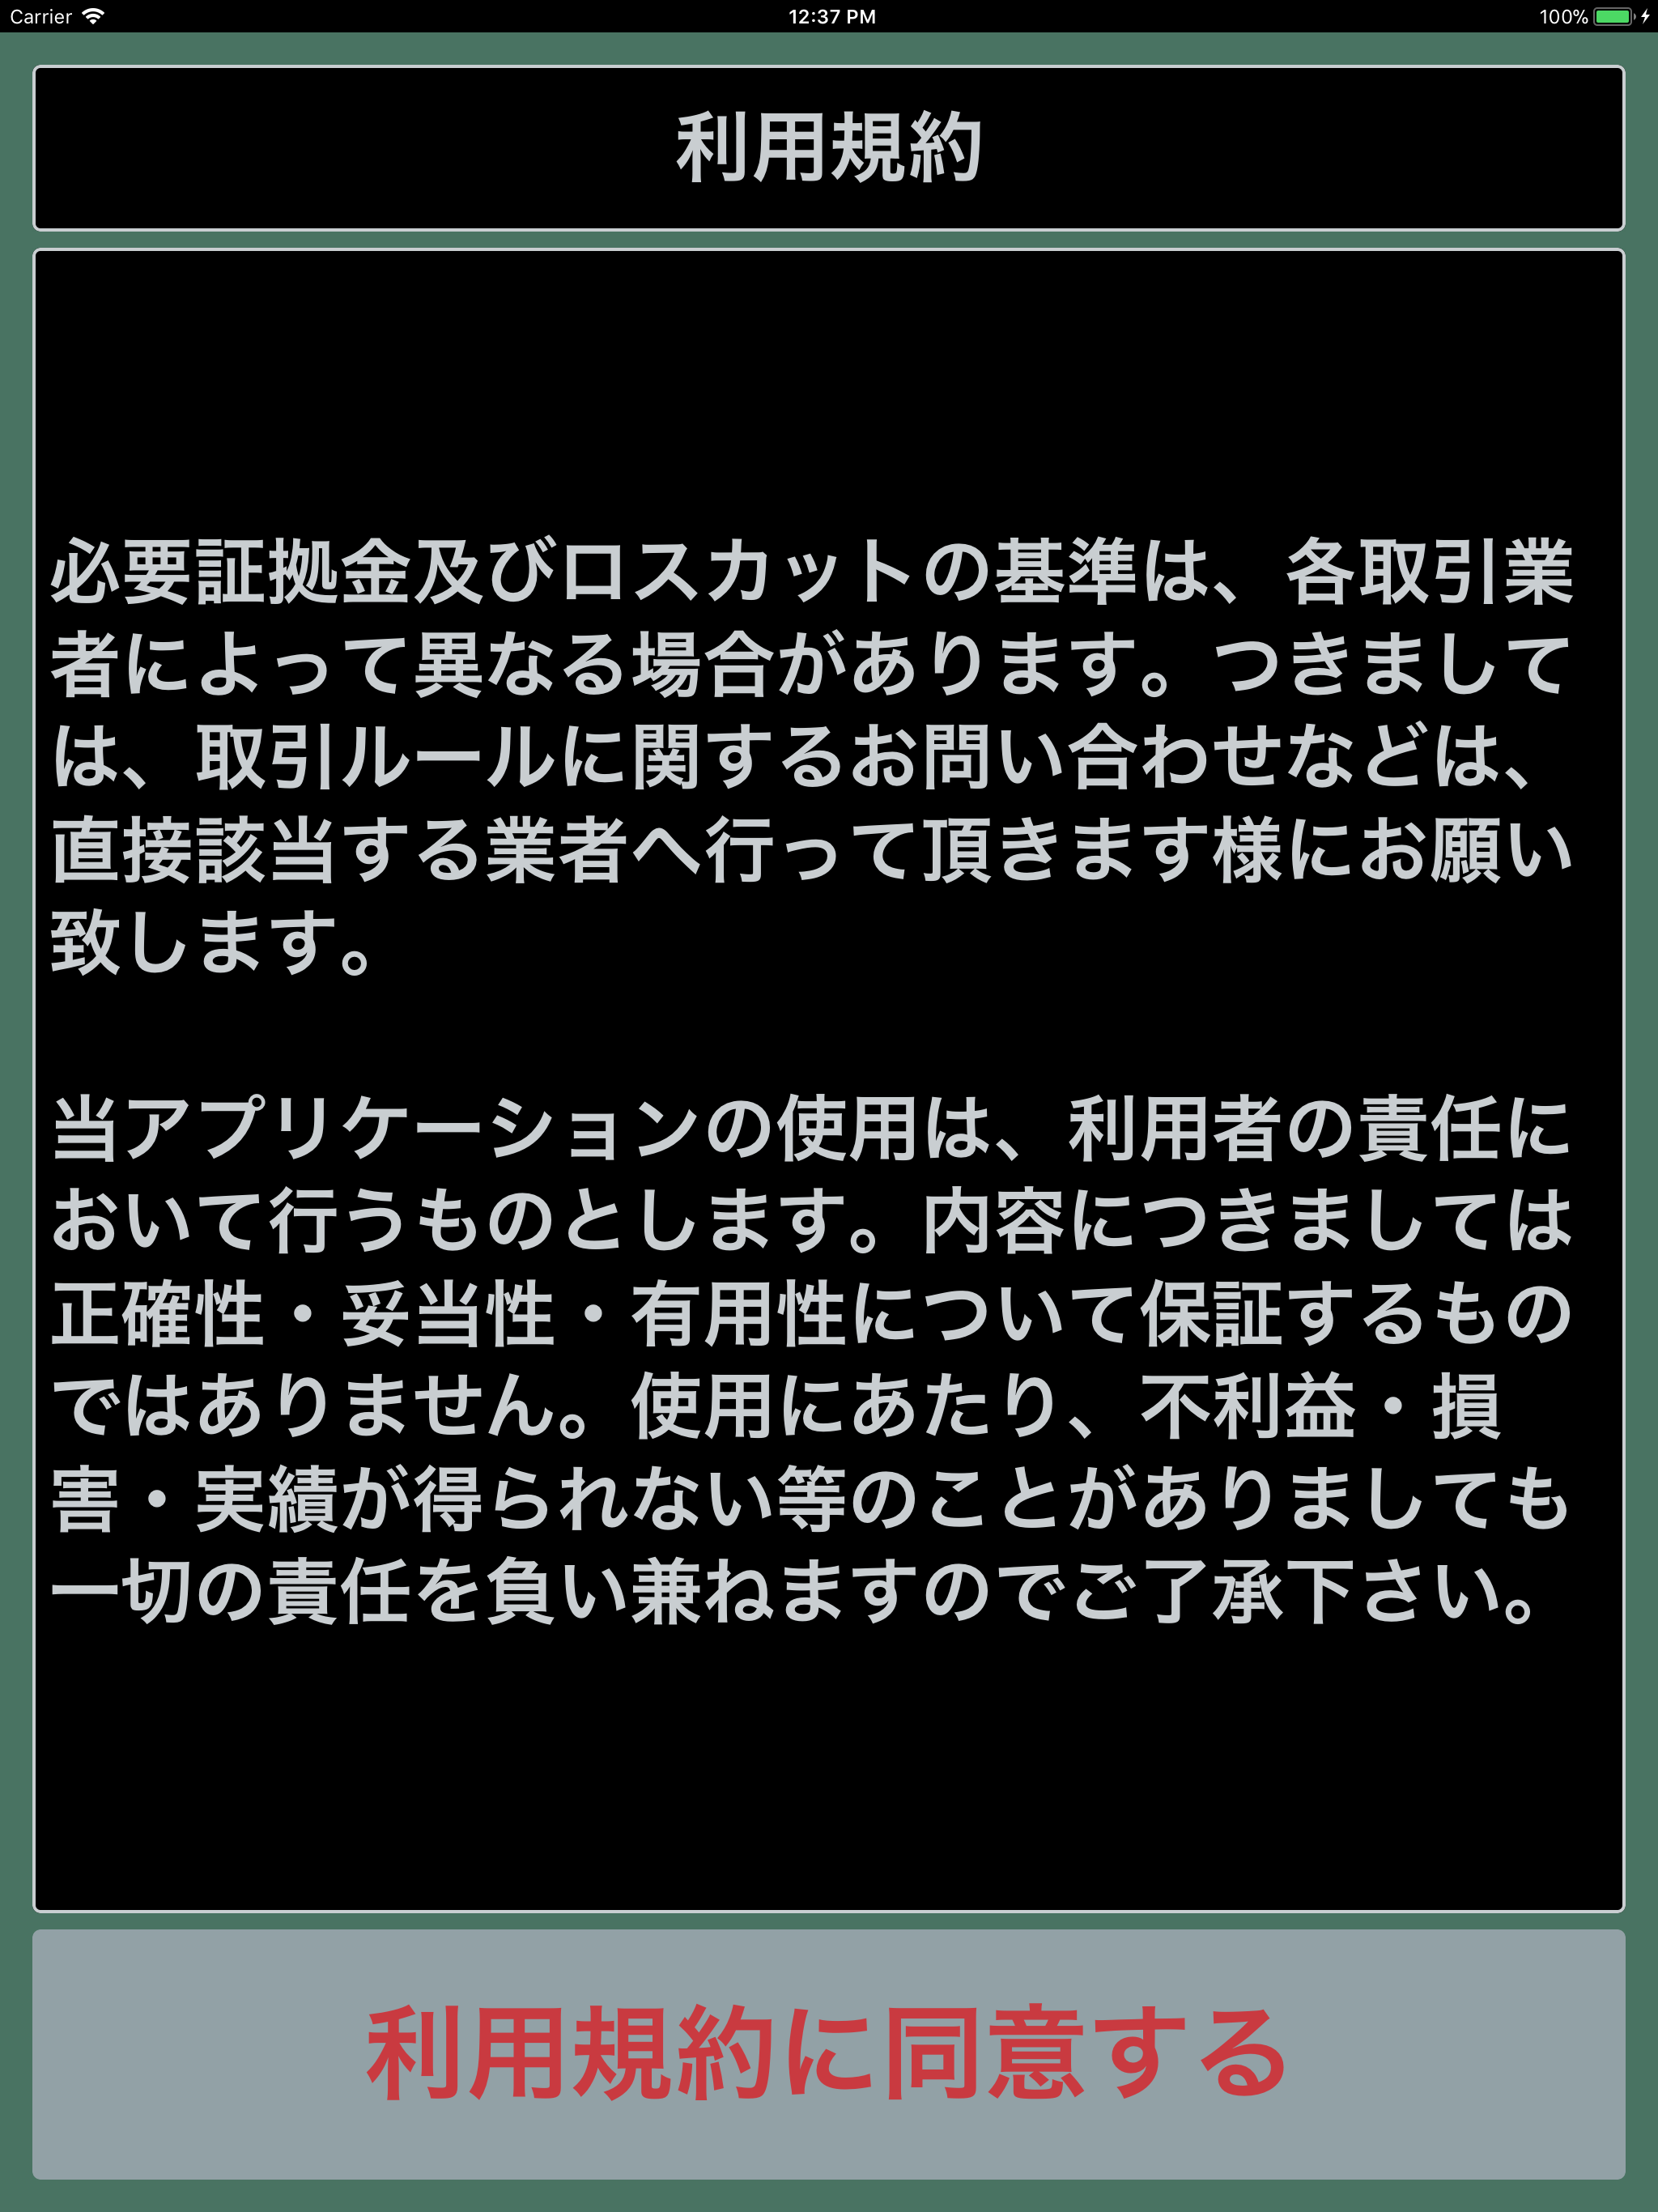 Carrier 12:37 PM 100%
利用規約
必要証拠金及びロスカットの基準は、各取引業
者によって異なる場合があります。つきまして
は、取引ルールに関するお問い合わせなどは、
直接該当する業者へ行って頂きます様にお願い
致します。
当アプリケーションの使用は、利用者の責任に
おいて行うものとします。内容につきましては
正確性・妥当性・有用性について保証するもの
ではありません。使用にあたり、不利益・損
害・実績が得られない等のことがありましても
一切の責任を負い兼ねますのでご了承下さい。
利用規約に同意する